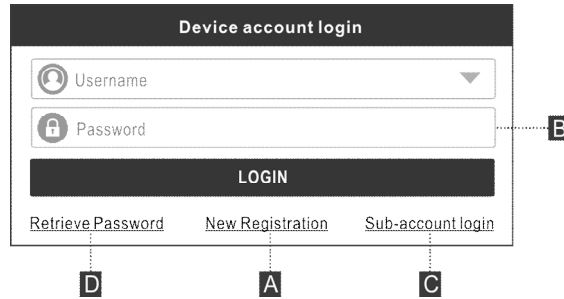 Device account login
Username
Password
B
LOGIN
Retrieve Password New Registration Sub-account login
D A C